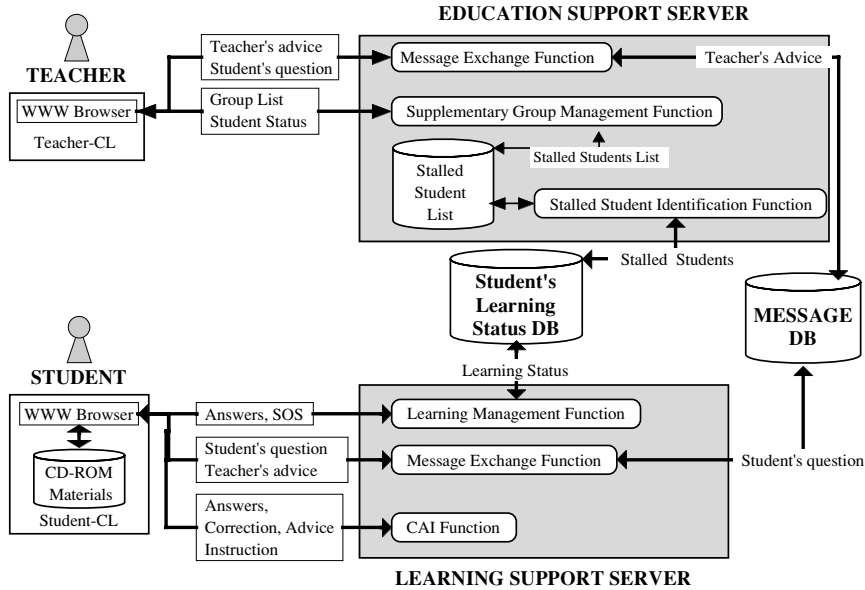 EDUCATION SUPPORT SERVER
TEACHER
WWW Browser
Teacher-CL
Teacher's advice
Student's question
Group List
Student Status
Message Exchange Function
Teacher's Advice
Supplementary Group Management Function
Stalled Students List
Stalled
Student
List
Stalled Student Identification Function
Stalled Students
Student's
Learning
Status DB
MESSAGE
DB
Learning Status
STUDENT
WWW Browser
CD-ROM
Materials
Student-CL
Answers, SOS
Student's question
Teacher's advice
Answers,
Correction, Advice
Instruction
Learning Management Function
Message Exchange Function
Student's question
CAI Function
LEARNING SUPPORT SERVER